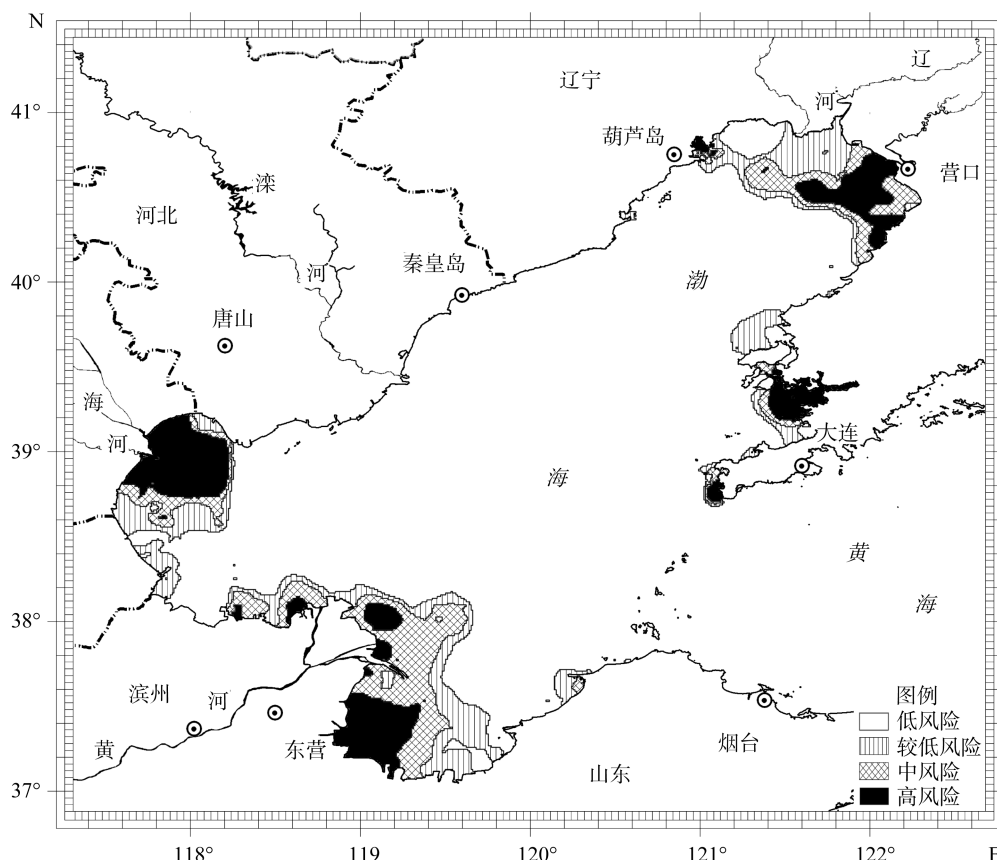 N
辽
辽宁
41°
河
葫芦岛
营口
滦
河北
秦皇岛
河
40°
渤
唐山
海
大连
河
39°
海
黄
海
38°
滨州
河
图例
低风险
黄
东营
烟台
较低风险
山东
中风险
37°
高风险
118°
119°
120°
121°
122°
E